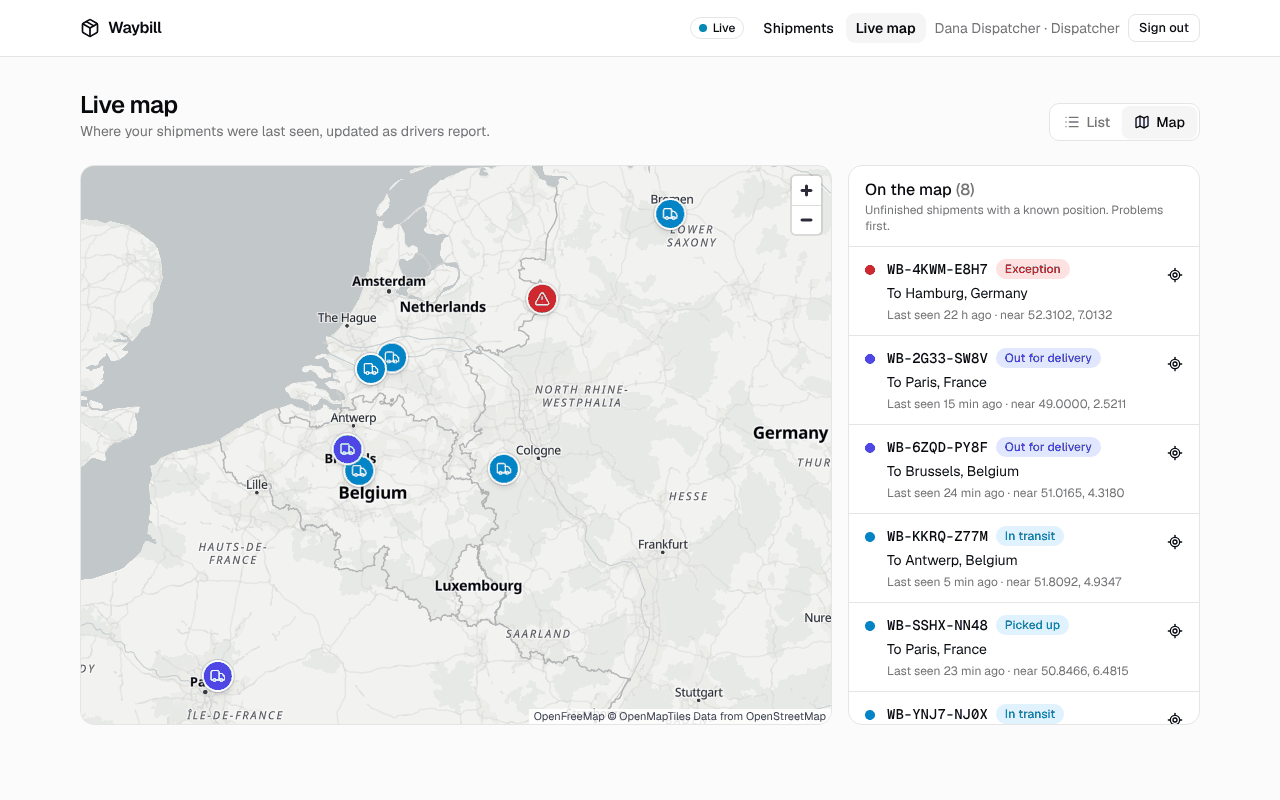 Waybill
Live
Shipments
Live map
Dana Dispatcher · Dispatcher
Sign out
Live map
Where your shipments were last seen, updated as drivers report.
List
Map
Bremen
LOWER
SAXONY
Amsterdam
Netherlands
The Hague
NORTH RHINE-
WESTPHALIA
Antwerp
Germany
Cologne
THUR
Lille
Belgium
HESSE
HAUTS-DE-
FRANCE
Frankfurt
Luxembourg
Nure
SAARLAND
DY
Pa
Stuttgart
ÎLE-DE-FRANCE
OpenFreeMap © OpenMapTiles Data from OpenStreetMap
On the map (8)
Unfinished shipments with a known position. Problems
first.
WB-4KWM-E8H7 Exception
To Hamburg, Germany
Last seen 22 h ago · near 52.3102, 7.0132
WB-2G33-SW8V Out for delivery
To Paris, France
Last seen 15 min ago · near 49.0000, 2.5211
WB-6ZQD-PY8F Out for delivery
To Brussels, Belgium
Last seen 24 min ago · near 51.0165, 4.3180
WB-KKRQ-Z77M In transit
To Antwerp, Belgium
Last seen 5 min ago · near 51.8092, 4.9347
WB-SSHX-NN48 Picked up
To Paris, France
Last seen 23 min ago · near 50.8466, 6.4815
WB-YNJ7-NJ0X In transit